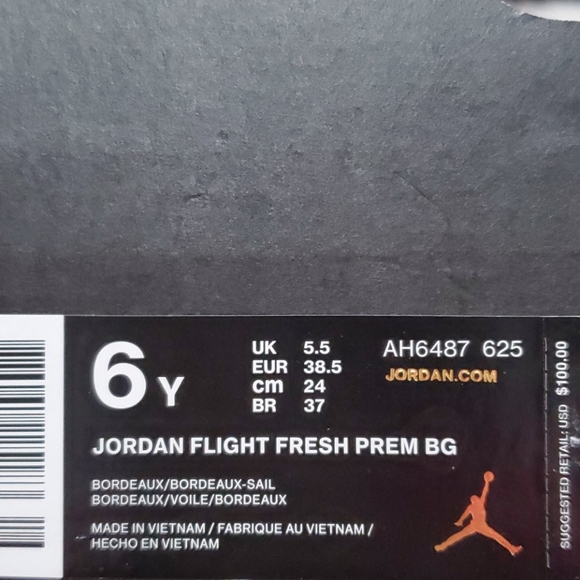 6 Y
UK 5.5
EUR 38.5
cm 24
BR 37
AH6487 625
JORDAN.COM
JORDAN FLIGHT FRESH PREM BG
BORDEAUX/BORDEAUX-SAIL
BORDEAUX/VOILE/BORDEAUX
MADE IN VIETNAM / FABRIQUE AU VIETNAM /
HECHO EN VIETNAM
SUGGESTED RETAIL: USD $100.00